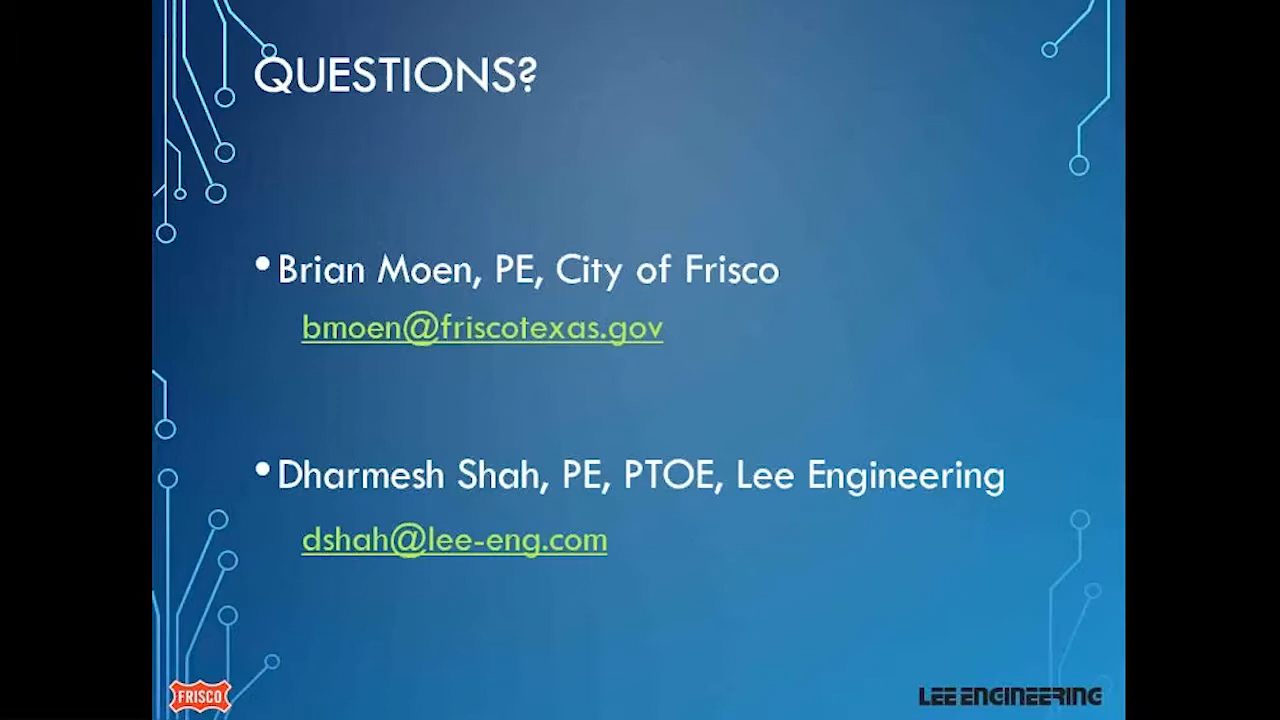 QUESTIONS?
• Brian Moen, PE, City of Frisco
bmoen@friscotexas.gov
• Dharmesh Shah, PE, PTOE, Lee Engineering
dshah@lee-eng.com
FRISCO
LEE ENGINEERING